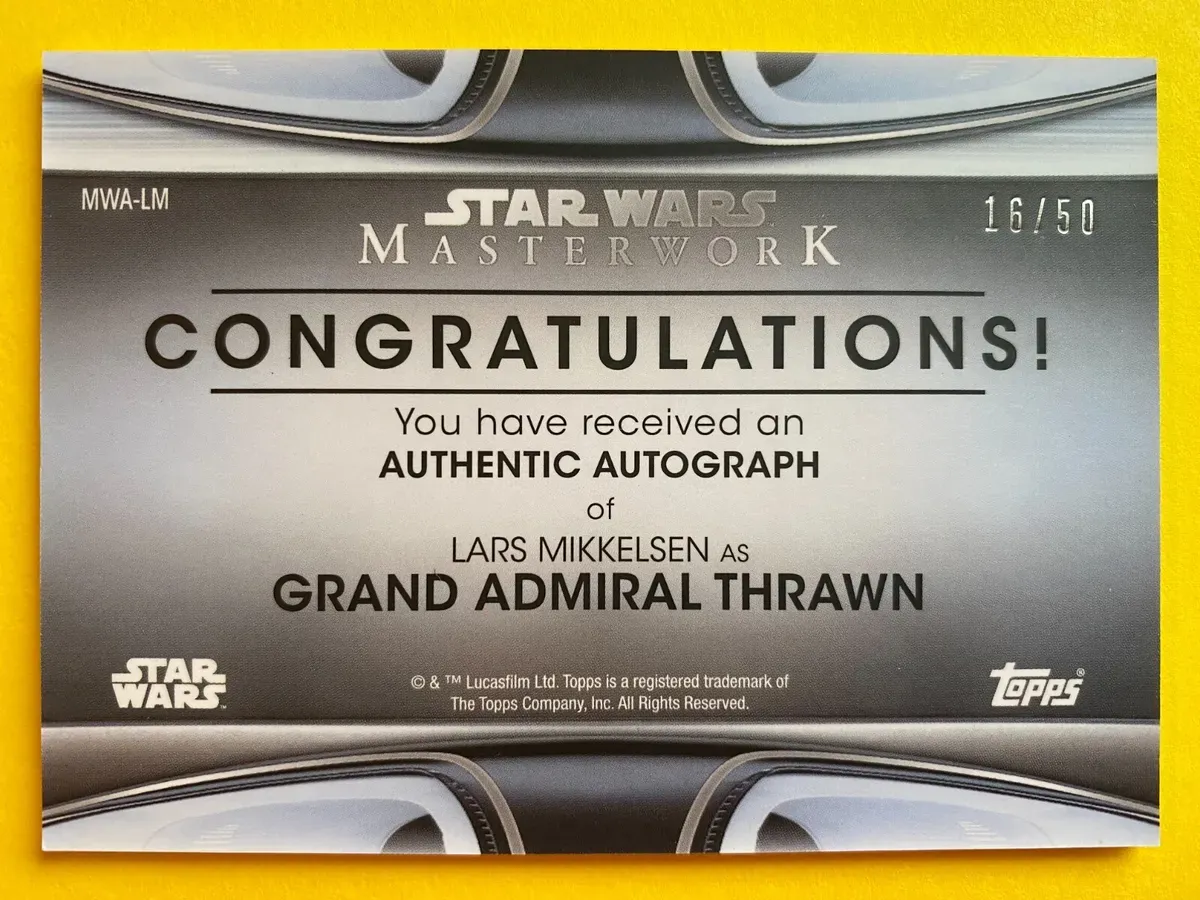 MWA-LM
STAR WARS
MASTERWORK
16/50
CONGRATULATIONS!
You have received an
AUTHENTIC AUTOGRAPH
of
LARS MIKKELSEN AS
GRAND ADMIRAL THRAWN
STAR
WARS™
© & ™ Lucasfilm Ltd. Topps is a registered trademark of
The Topps Company, Inc. All Rights Reserved.
Topps®